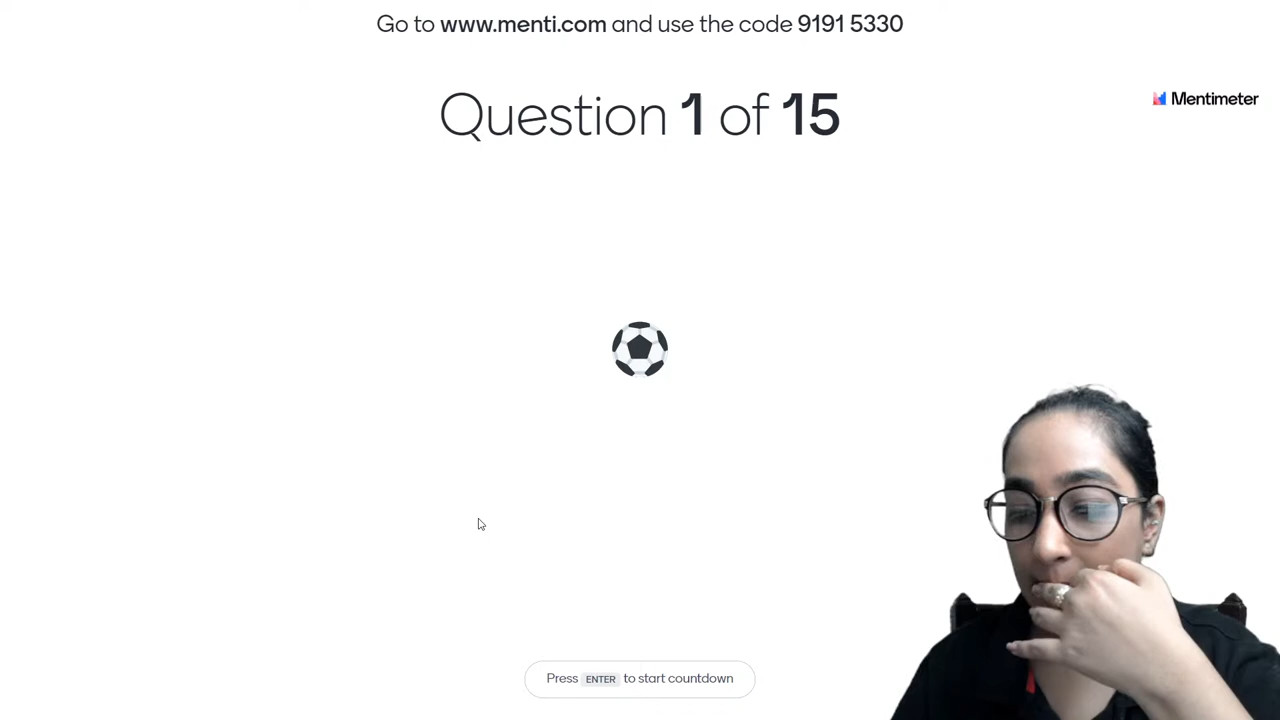 Go to www.menti.com and use the code 9191 5330
Mentimeter
Question 1 of 15
Press ENTER to start countdown